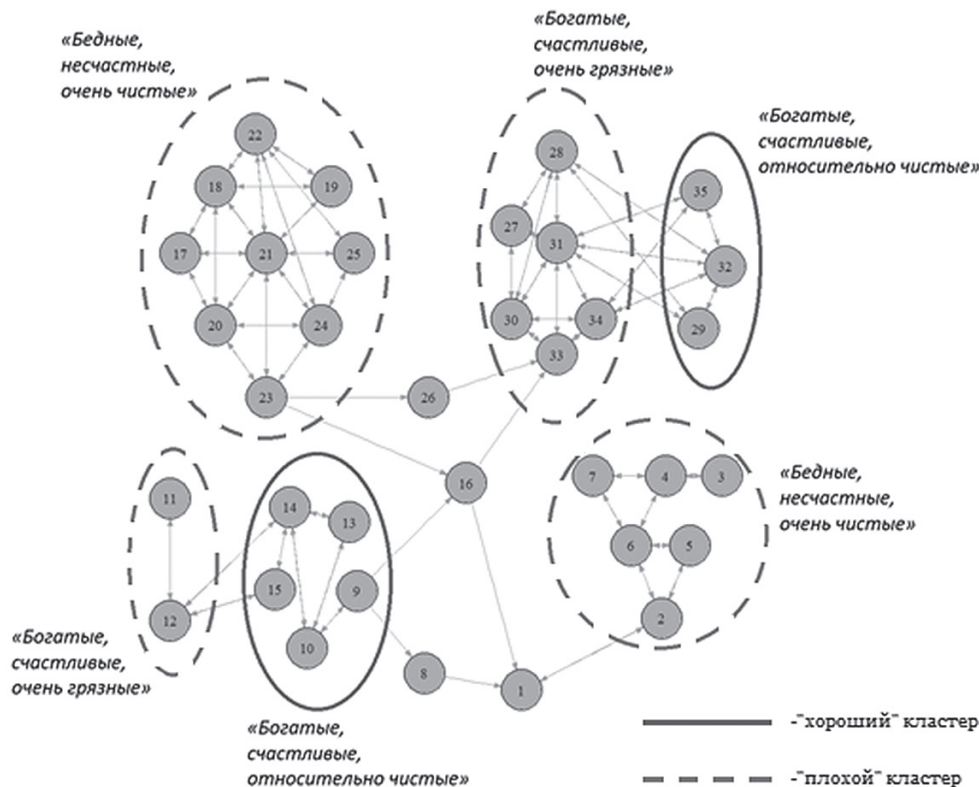 «Бедные,
несчастные,
очень чистые»
«Богатые,
счастливые,
очень грязные»
«Богатые,
счастливые,
относительно чистые»
22
18
19
17
21
25
20
24
23
28
27
31
30
34
33
35
32
29
26
16
11
12
14
13
15
9
10
8
1
7
4
3
6
5
2
«Бедные,
несчастные,
очень чистые»
«Богатые,
счастливые,
очень грязные»
«Богатые,
счастливые,
относительно чистые»
-"хороший" кластер
-"плохой" кластер